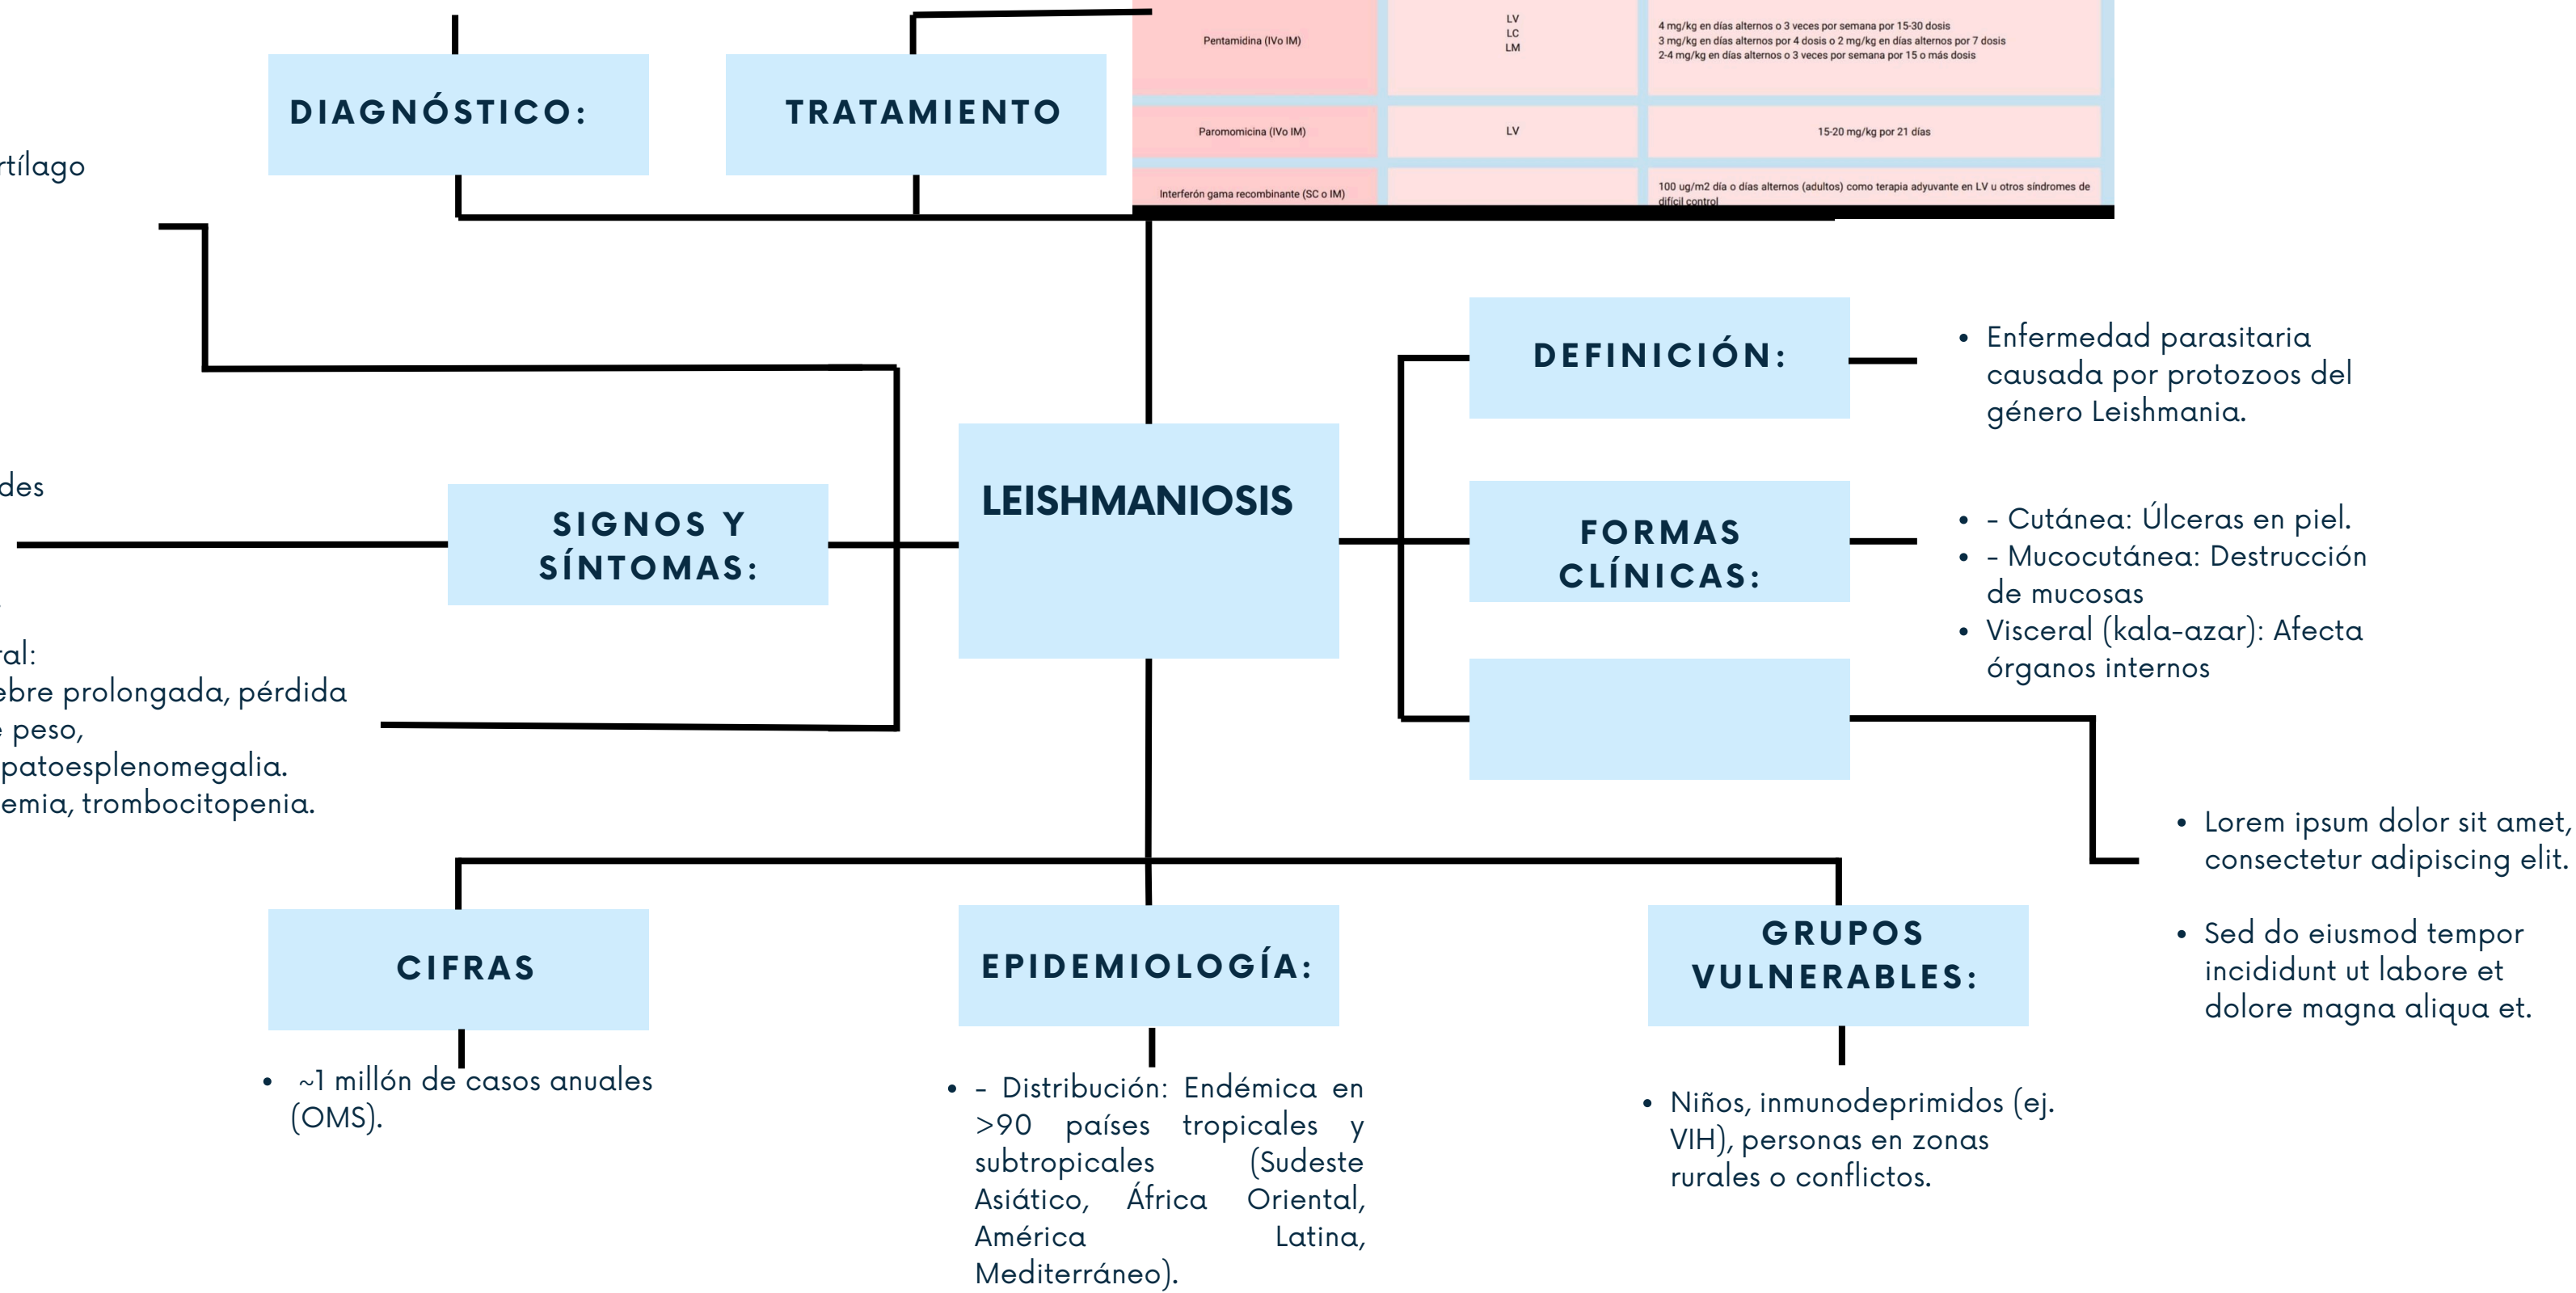 Pentamidina (IVo IM)
LV
LC
LM
4 mg/kg en días alternos o 3 veces por semana por 15-30 dosis
3 mg/kg en días alternos por 4 dosis o 2 mg/kg en días alternos por 7 dosis
2-4 mg/kg en días alternos o 3 veces por semana por 15 o más dosis
Paromomicina (IVo IM)
LV
15-20 mg/kg por 21 días
Interferón gama recombinante (SC o IM)
100 ug/m2 día o días alternos (adultos) como terapia adyuvante en LV u otros síndromes de
difícil control
DIAGNÓSTICO:
TRATAMIENTO
rtílago
des
SIGNOS Y
SÍNTOMAS:
ral:
ebre prolongada, pérdida
e peso,
patoesplenomegalia.
emia, trombocitopenia.
LEISHMANIOSIS
DEFINICIÓN:
• Enfermedad parasitaria
causada por protozoos del
género Leishmania.
FORMAS
CLÍNICAS:
• - Cutánea: Úlceras en piel.
• - Mucocutánea: Destrucción
de mucosas
• Visceral (kala-azar): Afecta
órganos internos
• Lorem ipsum dolor sit amet,
consectetur adipiscing elit.
• Sed do eiusmod tempor
incididunt ut labore et
dolore magna aliqua et.
CIFRAS
• ~1 millón de casos anuales
(OMS).
EPIDEMIOLOGÍA:
• - Distribución: Endémica en
>90 países tropicales y
subtropicales (Sudeste
Asiático, África Oriental,
América Latina,
Mediterráneo).
GRUPOS
VULNERABLES:
• Niños, inmunodeprimidos (ej.
VIH), personas en zonas
rurales o conflictos.